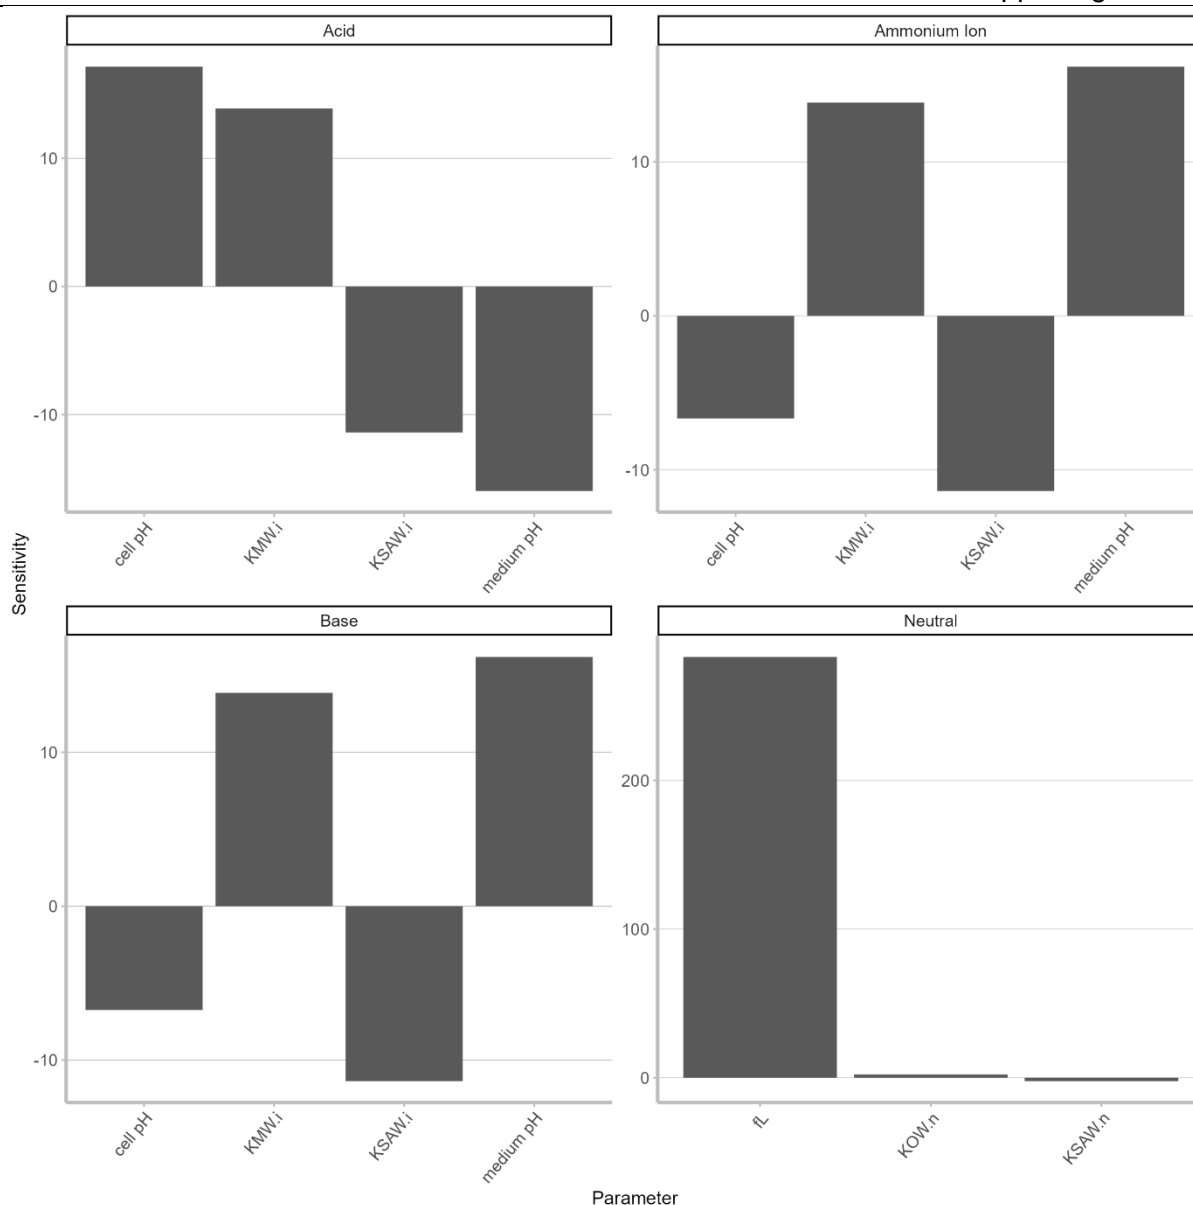 Acid
Ammonium Ion
10
0
-10
10
0
-10
cell pH
KMW.i
KSAW.i
medium pH
cell pH
KMW.i
KSAW.i
medium pH
Sensitivity
Base
Neutral
10
0
-10
200
100
0
cell pH
KMW.i
KSAW.i
medium pH
fL
KOW.n
KSAW.n
Parameter